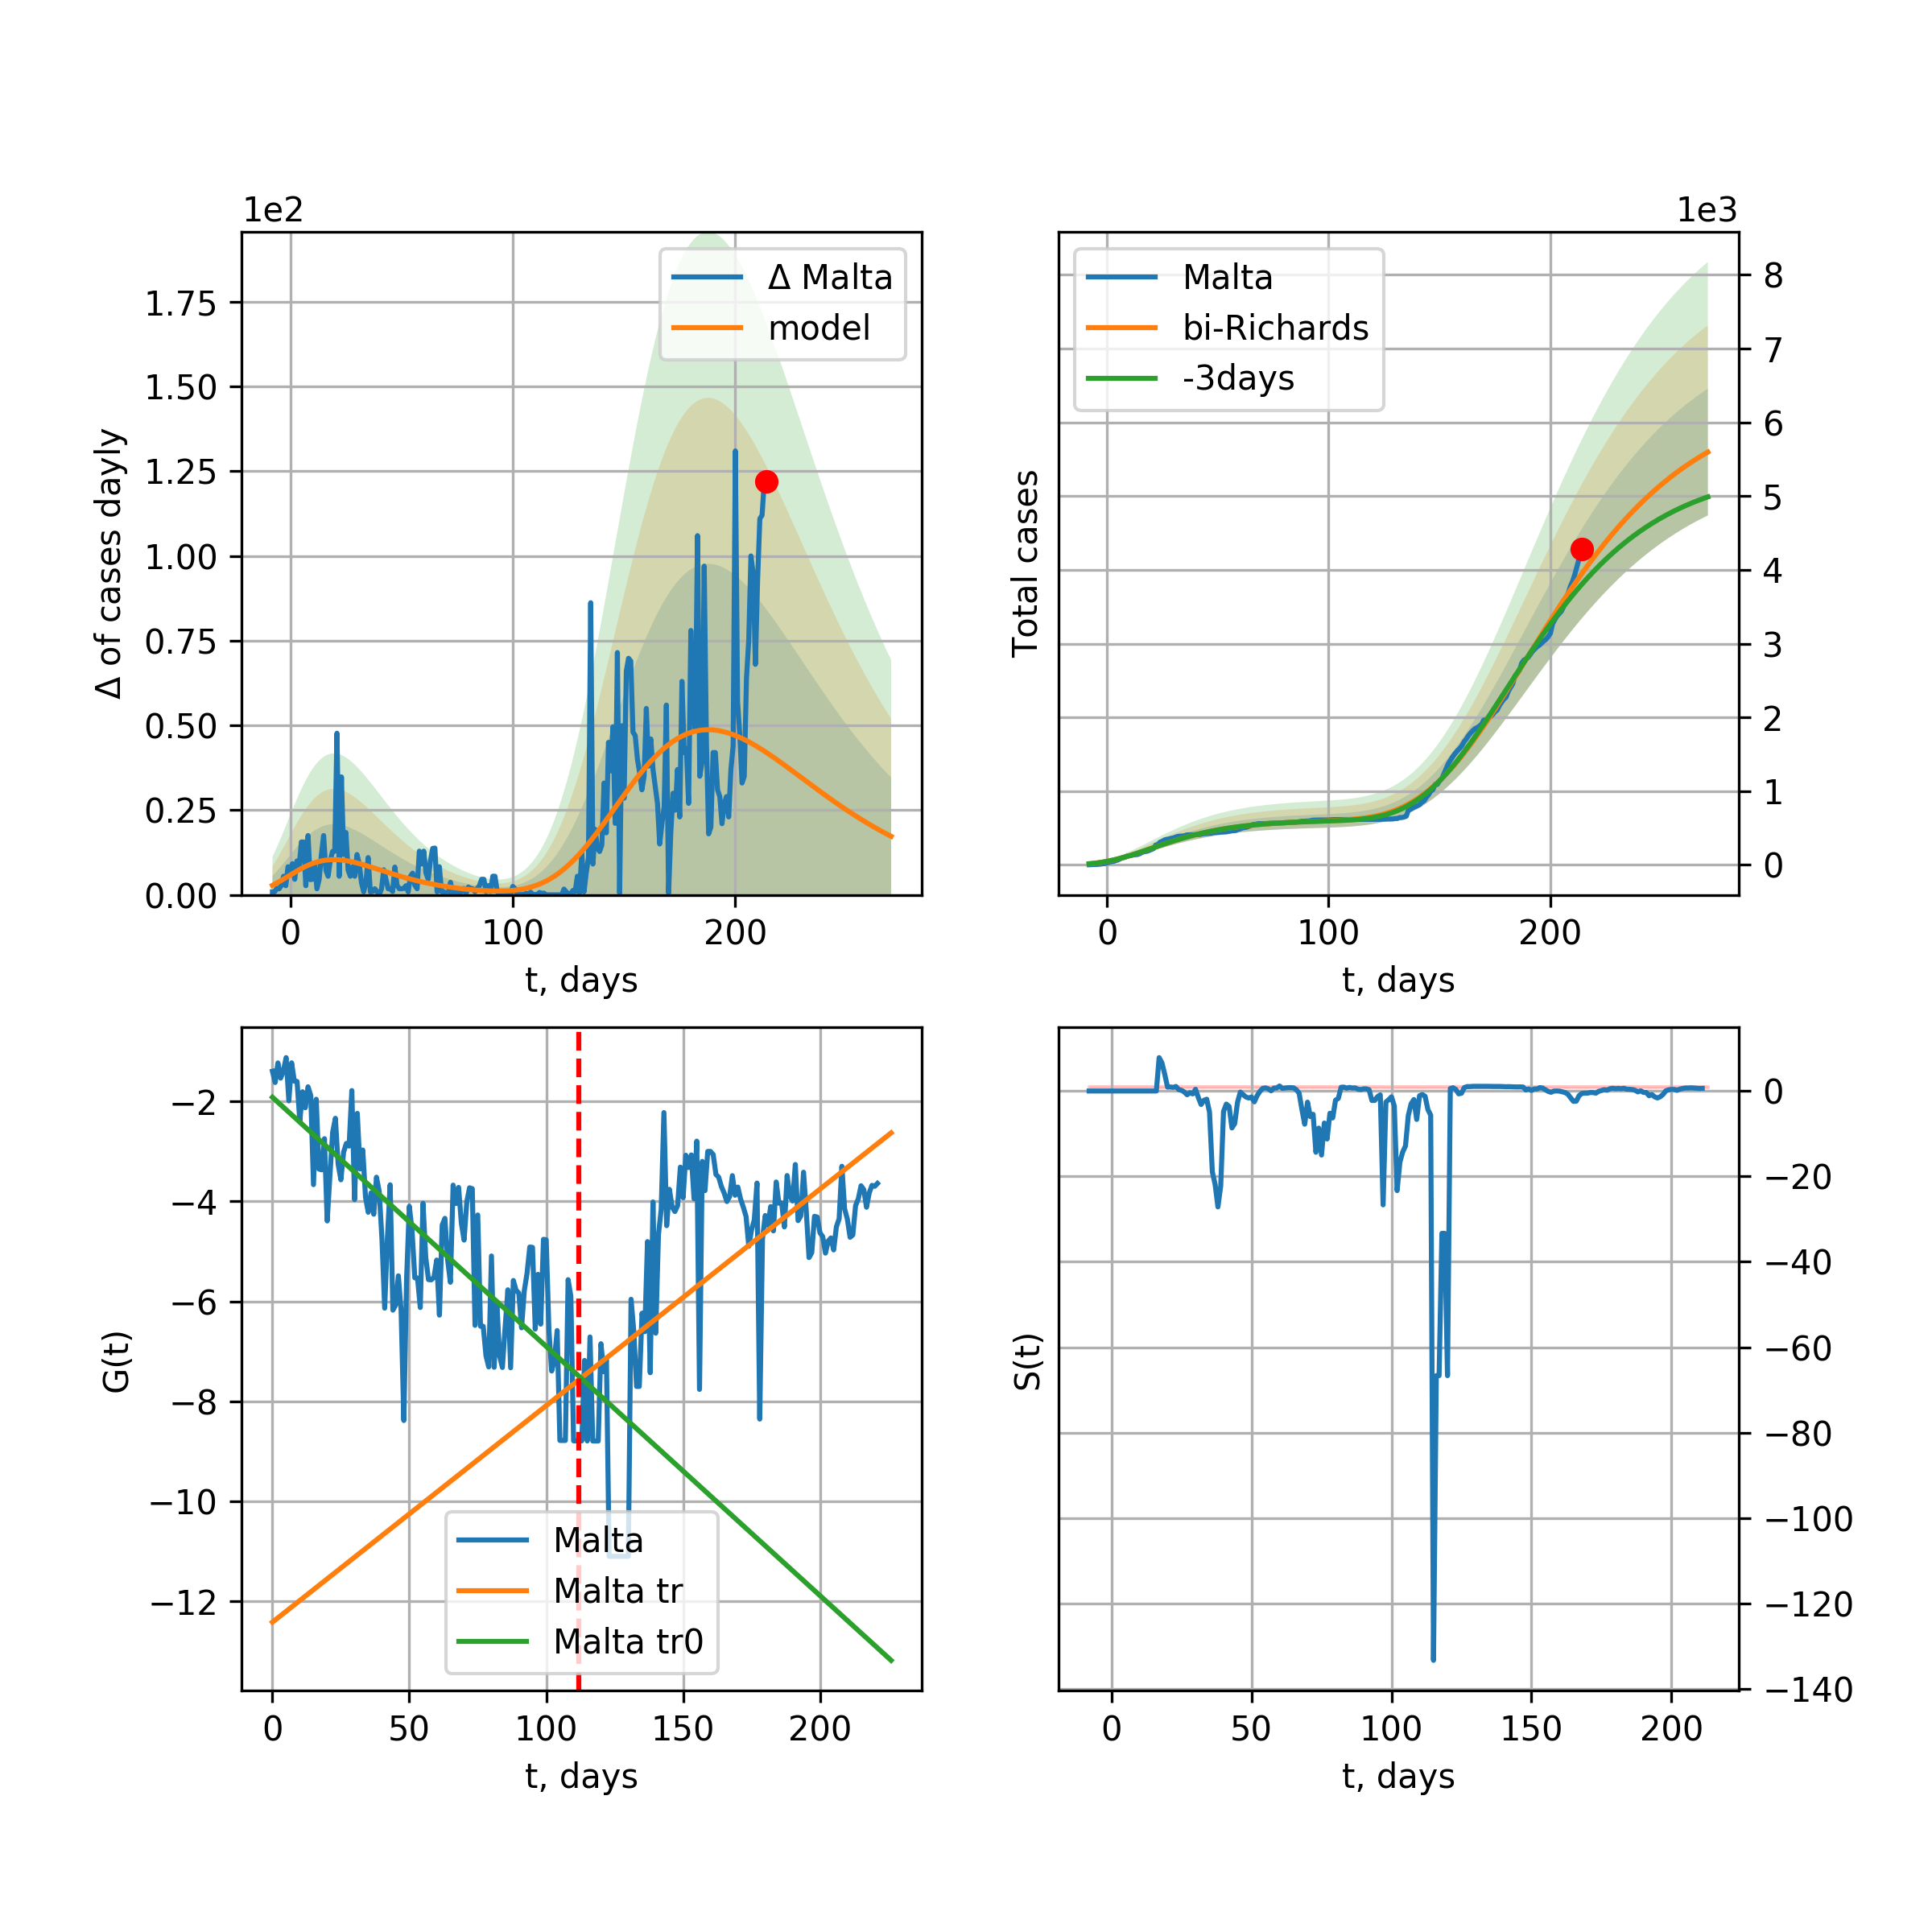 1e2
Δ of cases dayly
1.75
1.50
1.25
1.00
0.75
0.50
0.25
0.00
0 100 200
t, days
Δ Malta
model
1e3
Total cases
8
7
6
5
4
3
2
1
0
0 100 200
t, days
Malta
bi-Richards
-3days
G(t)
−2
−4
−6
−8
−10
−12
0 50 100 150 200
t, days
Malta
Malta tr
Malta tr0
S(t)
0
−20
−40
−60
−80
−100
−120
−140
0 50 100 150 200
t, days